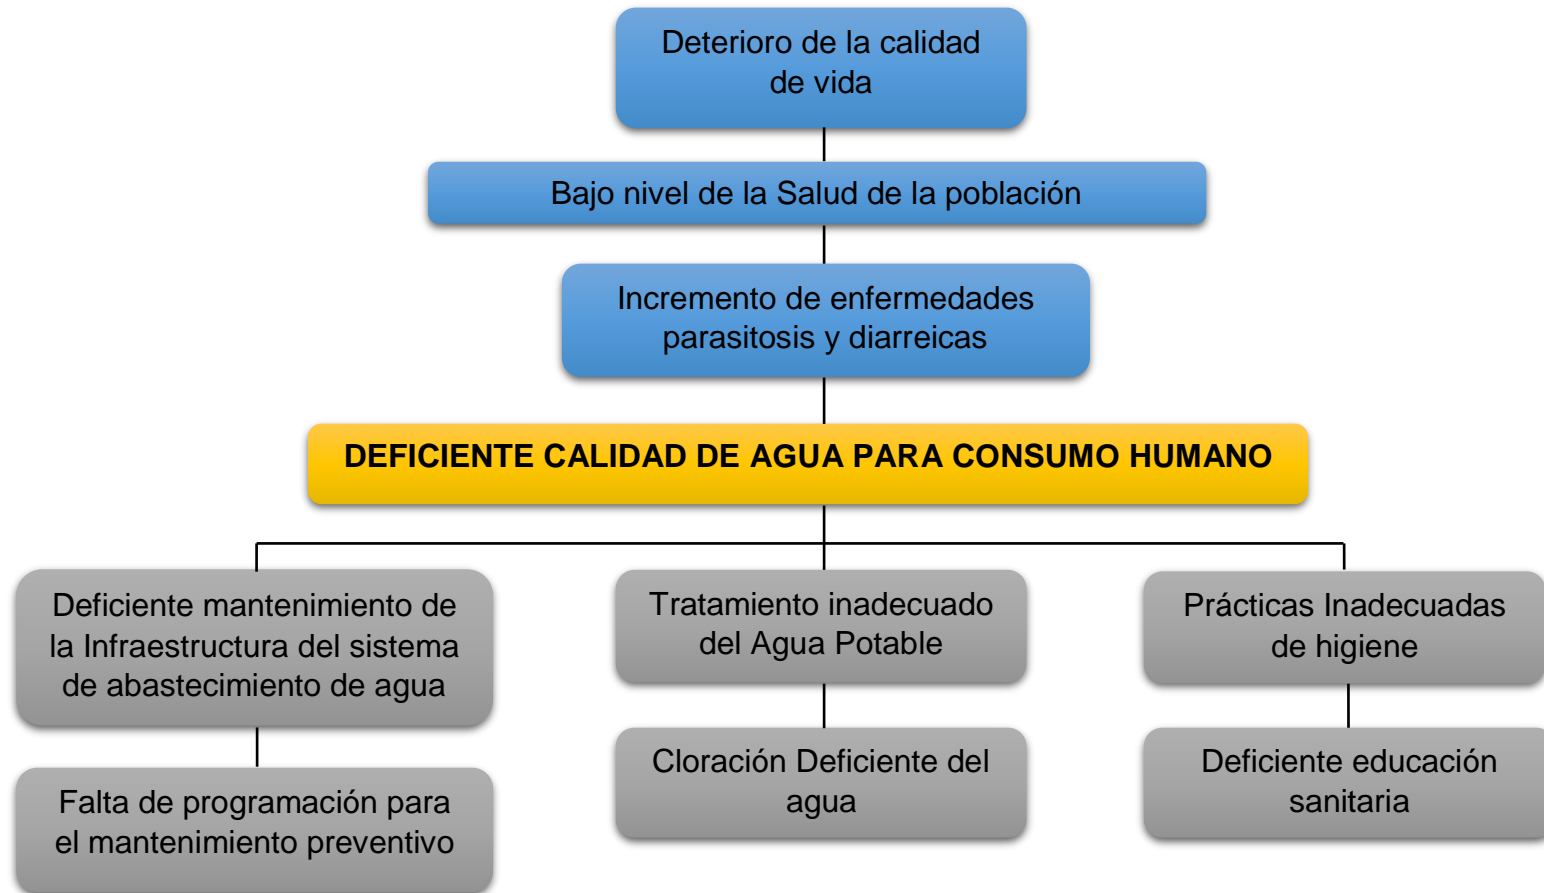 Deterioro de la calidad
de vida
Bajo nivel de la Salud de la población
Incremento de enfermedades
parasitosis y diarreicas
DEFICIENTE CALIDAD DE AGUA PARA CONSUMO HUMANO
Deficiente mantenimiento de
la Infraestructura del sistema
de abastecimiento de agua
Tratamiento inadecuado
del Agua Potable
Prácticas Inadecuadas
de higiene
Falta de programación para
el mantenimiento preventivo
Cloración Deficiente del
agua
Deficiente educación
sanitaria